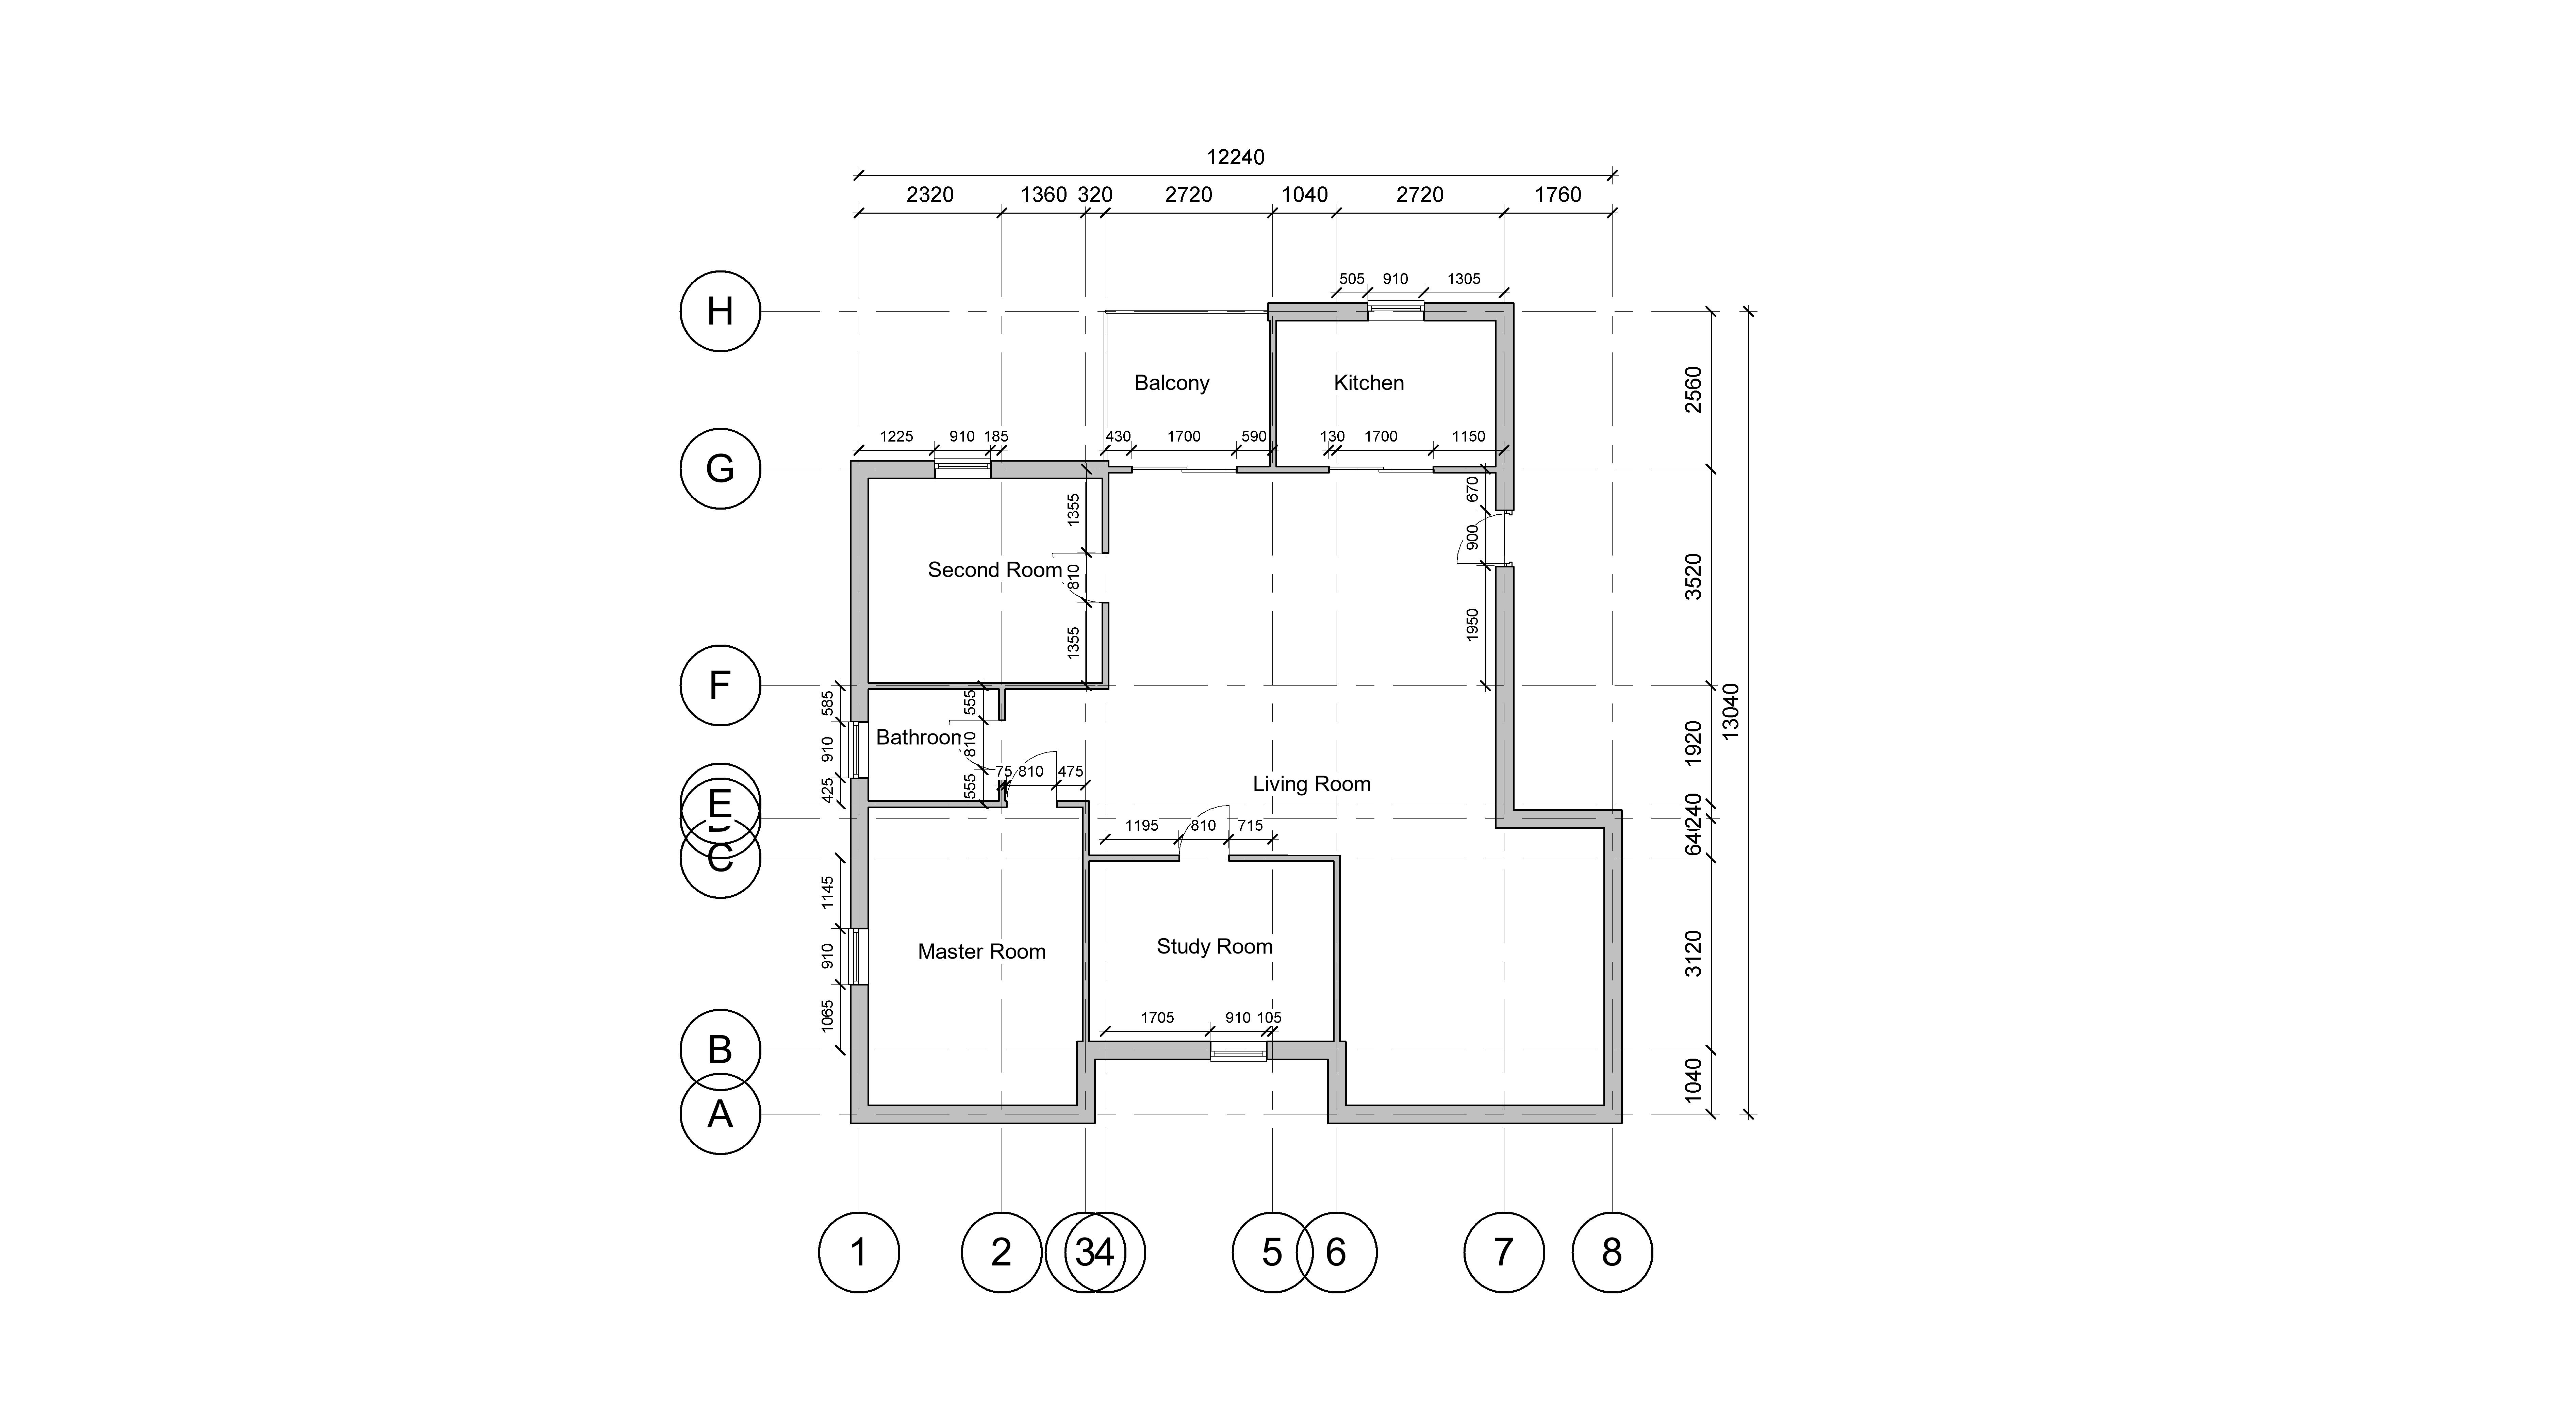 12240
2320 1360 320 2720 1040 2720 1760
505 910 1305
H
2560
Balcony Kitchen
1225 910 185 430 1700 590 130 1700 1150
G
1355 670
900
Second Room 810 3520
1950
1355
F
585 555
13040
910 Bathroom 810 1920
75 810 475
425 555
Living Room
E 240
1195 810 715
640
C
1145
910 Master Room Study Room 3120
1065 1705 910 105
B
1040
A
1 2 3 4 5 6 7 8